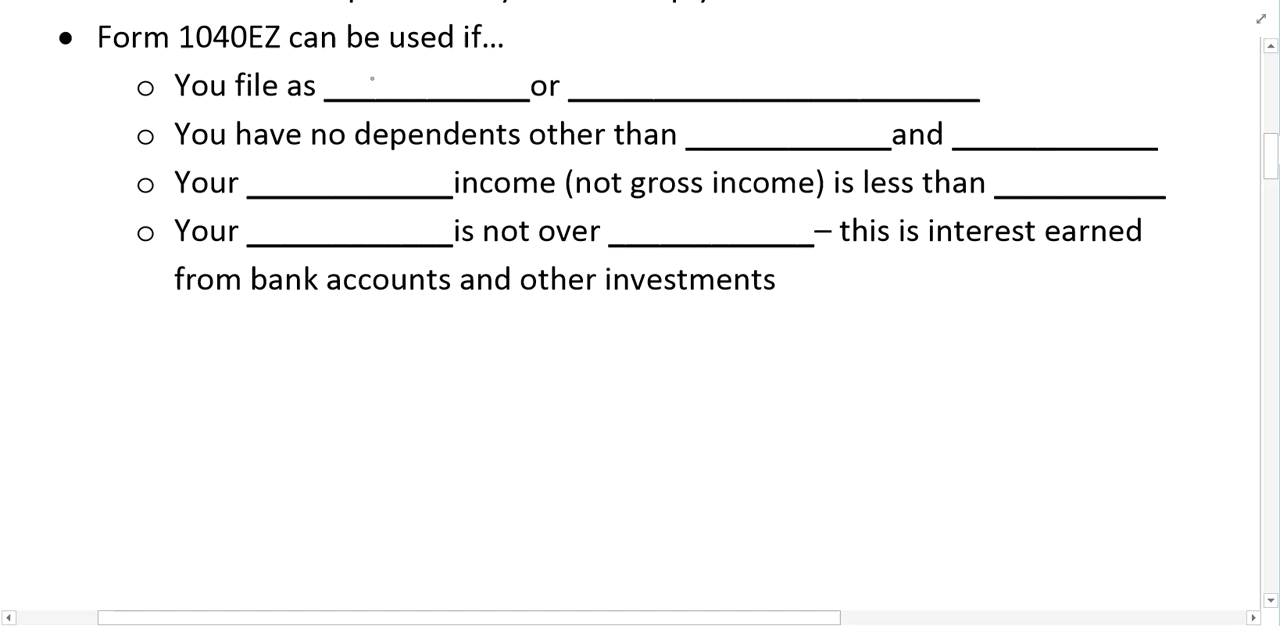 ● Form 1040EZ can be used if...
o You file as ____________or ________________________
o You have no dependents other than ____________and ____________
o Your ____________income (not gross income) is less than __________
o Your ____________is not over ____________– this is interest earned
from bank accounts and other investments